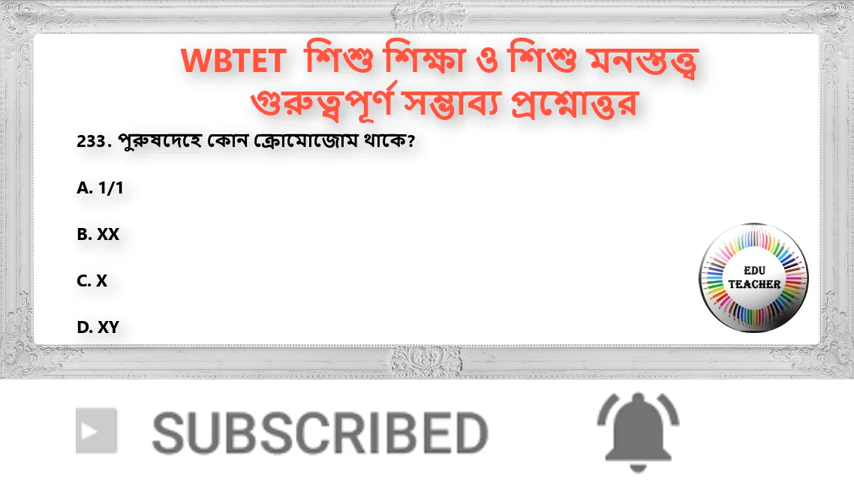 WBTET শিশু শিক্ষা ও শিশু মনস্তত্ত্ব
গুরুত্বপূর্ণ সম্ভাব্য প্রশ্নোত্তর
233. পুরুষদেহে কোন ক্রোমোজোম থাকে?
A. 1/1
B. XX
C. X
D. XY
EDU
TEACHER
SUBSCRIBED